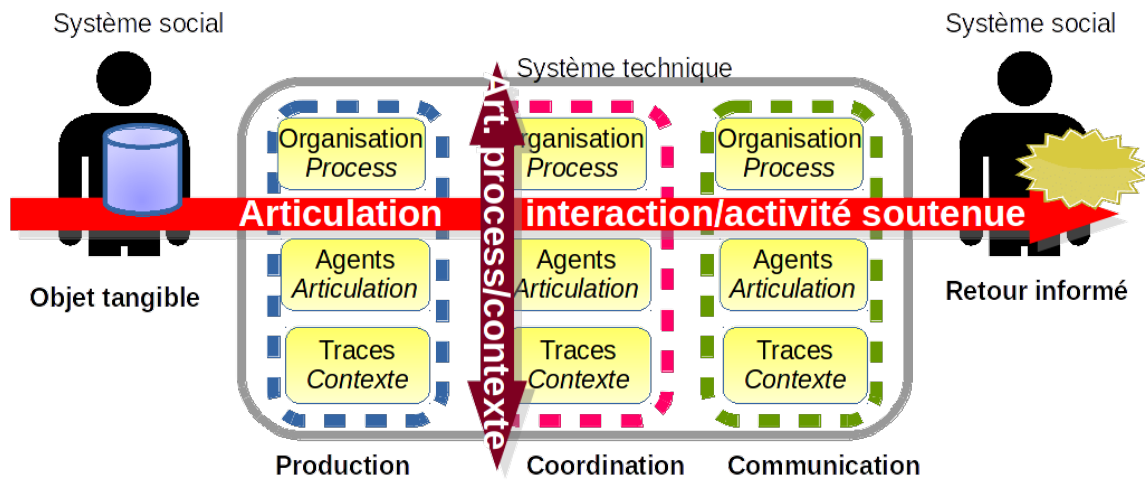 Système social
Système social
Système technique
Organisation
Process
rganisation
Process
Organisation
Process
Art. process/contexte
Articulation
interaction/activité soutenue
Agents
Articulation
Agents
Articulation
Agents
Articulation
Objet tangible
Retour informé
Traces
Contexte
Traces
Contexte
Traces
Contexte
Production
Coordination
Communication